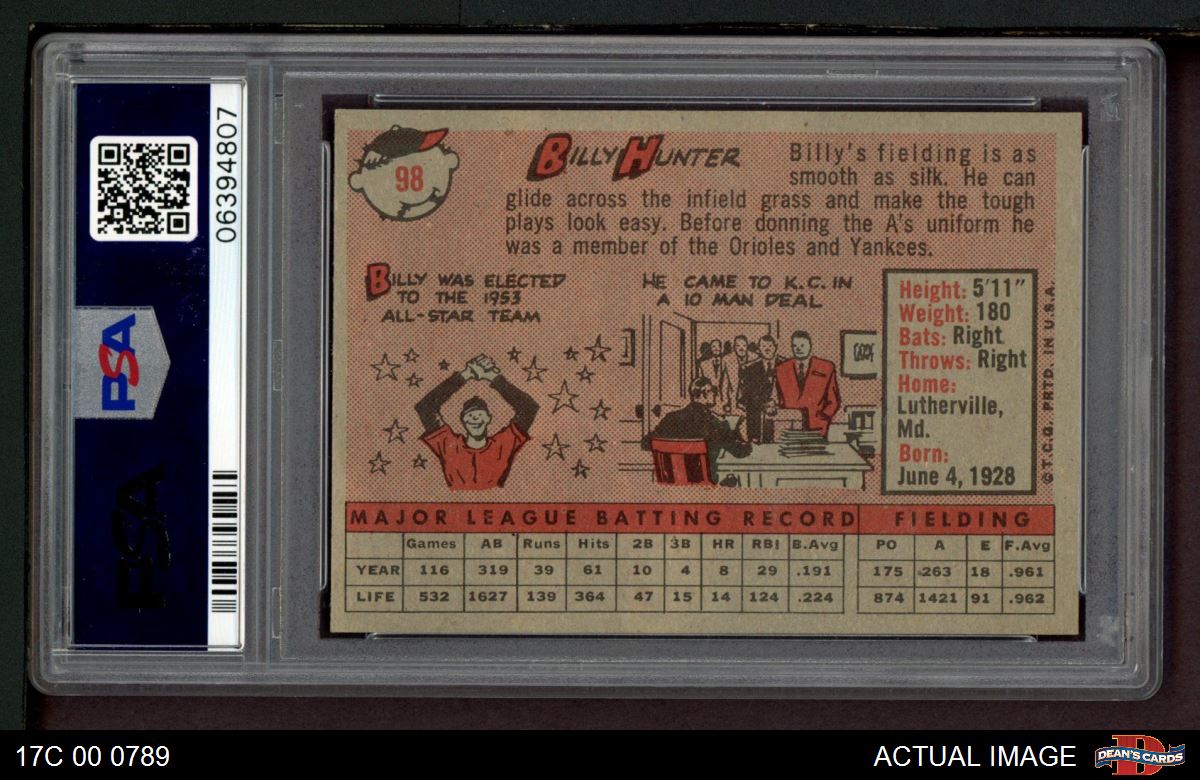 06394807
PSA
PSA
98
BILLY HUNTER
Billy's fielding is as
smooth as silk. He can
glide across the infield grass and make the tough
plays look easy. Before donning the A's uniform he
was a member of the Orioles and Yankees.
BILLY WAS ELECTED
TO THE 1953
ALL-STAR TEAM
HE CAME TO K.C. IN
A 10 MAN DEAL
Height: 5'11"
Weight: 180
Bats: Right
Throws: Right
Home:
Lutherville,
Md.
Born:
June 4, 1928
© T.C.G. PRTD. IN U.S.A.
MAJOR LEAGUE BATTING RECORD FIELDING
Games AB Runs Hits 2B 3B HR RBI B.Avg PO A E F.Avg
YEAR 116 319 39 61 10 4 8 29 .191 175 263 18 .961
LIFE 532 1627 139 364 47 15 14 124 .224 874 1421 91 .962
17C 00 0789
ACTUAL IMAGE
DEAN'S CARDS